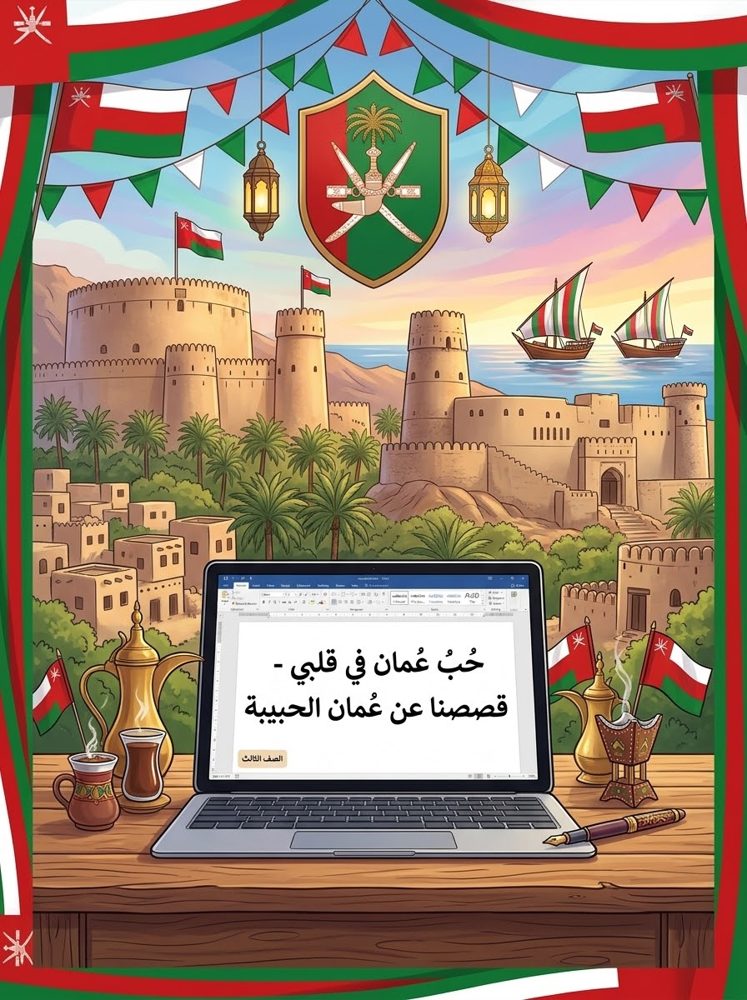 حُبُ عُمان في قلبي -
قصصنا عن عُمان الحبيبة
الصف الثالث